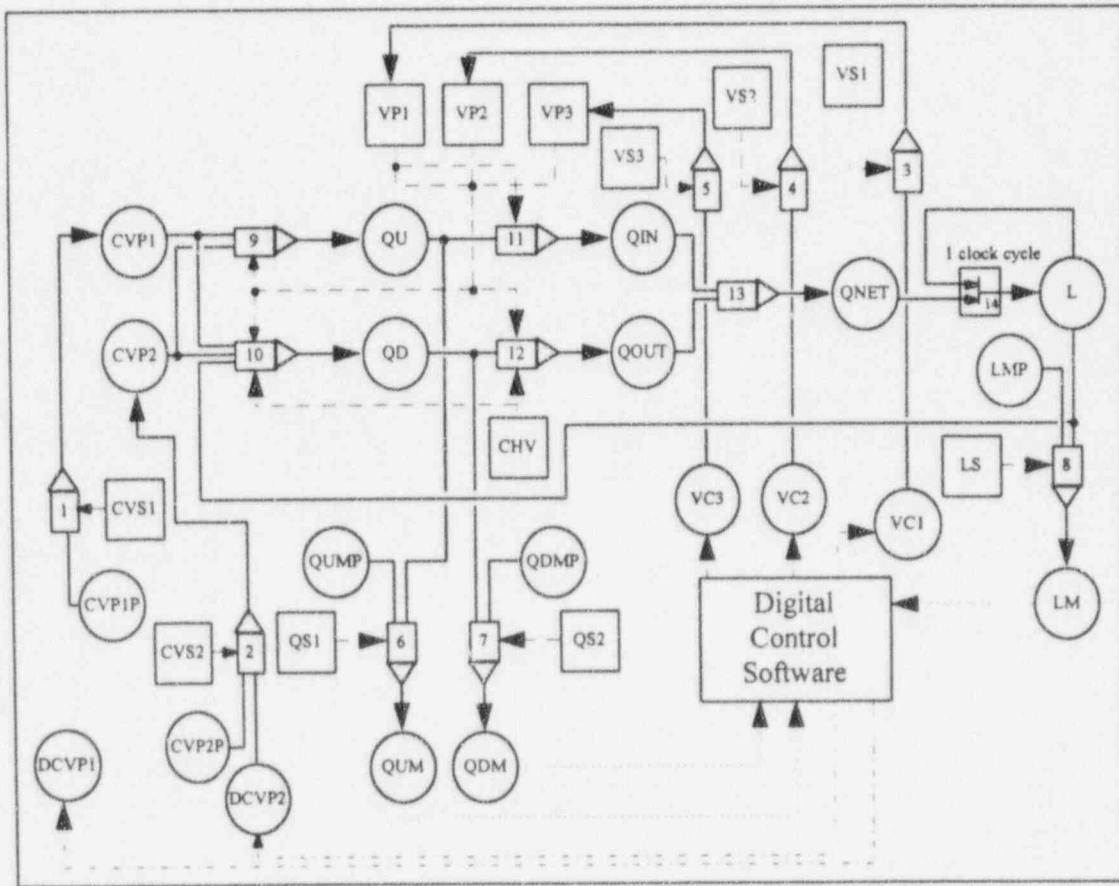 VP1
VP2
VP3
VS2
VS1
VS3
5
4
3
CVP1
9
QU
11
QIN
1 clock cycle
13
QNET
14
L
CVP2
10
QD
12
QOUT
LMP
CHV
1
CVS1
VC3
VC2
VC1
LS
8
QUMP
QDMP
CVP1P
Digital
Control
Software
LM
CVS2
2
QS1
6
7
QS2
DCVP1
CVP2P
DCVP2
QUM
QDM